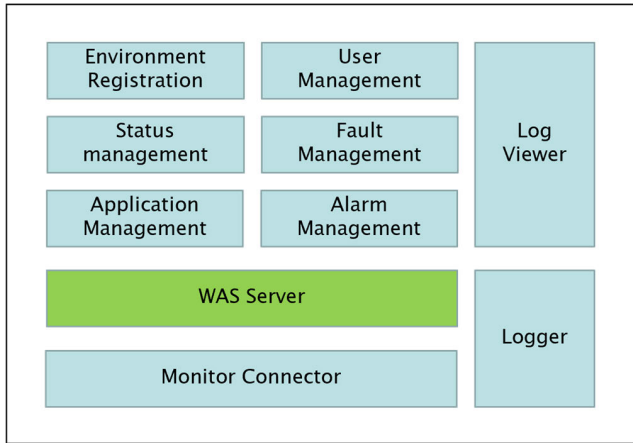 Environment
Registration
User
Management
Status
management
Fault
Management
Log
Viewer
Application
Management
Alarm
Management
WAS Server
Logger
Monitor Connector